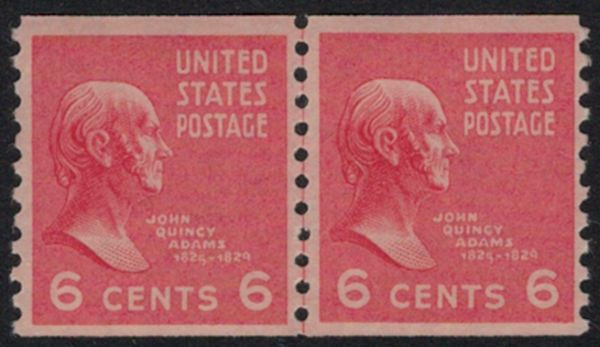 UNITED
STATES
POSTAGE
JOHN
QUINCY
ADAMS
1825-1829
6 CENTS 6
UNITED
STATES
POSTAGE
JOHN
QUINCY
ADAMS
1825-1829
6 CENTS 6